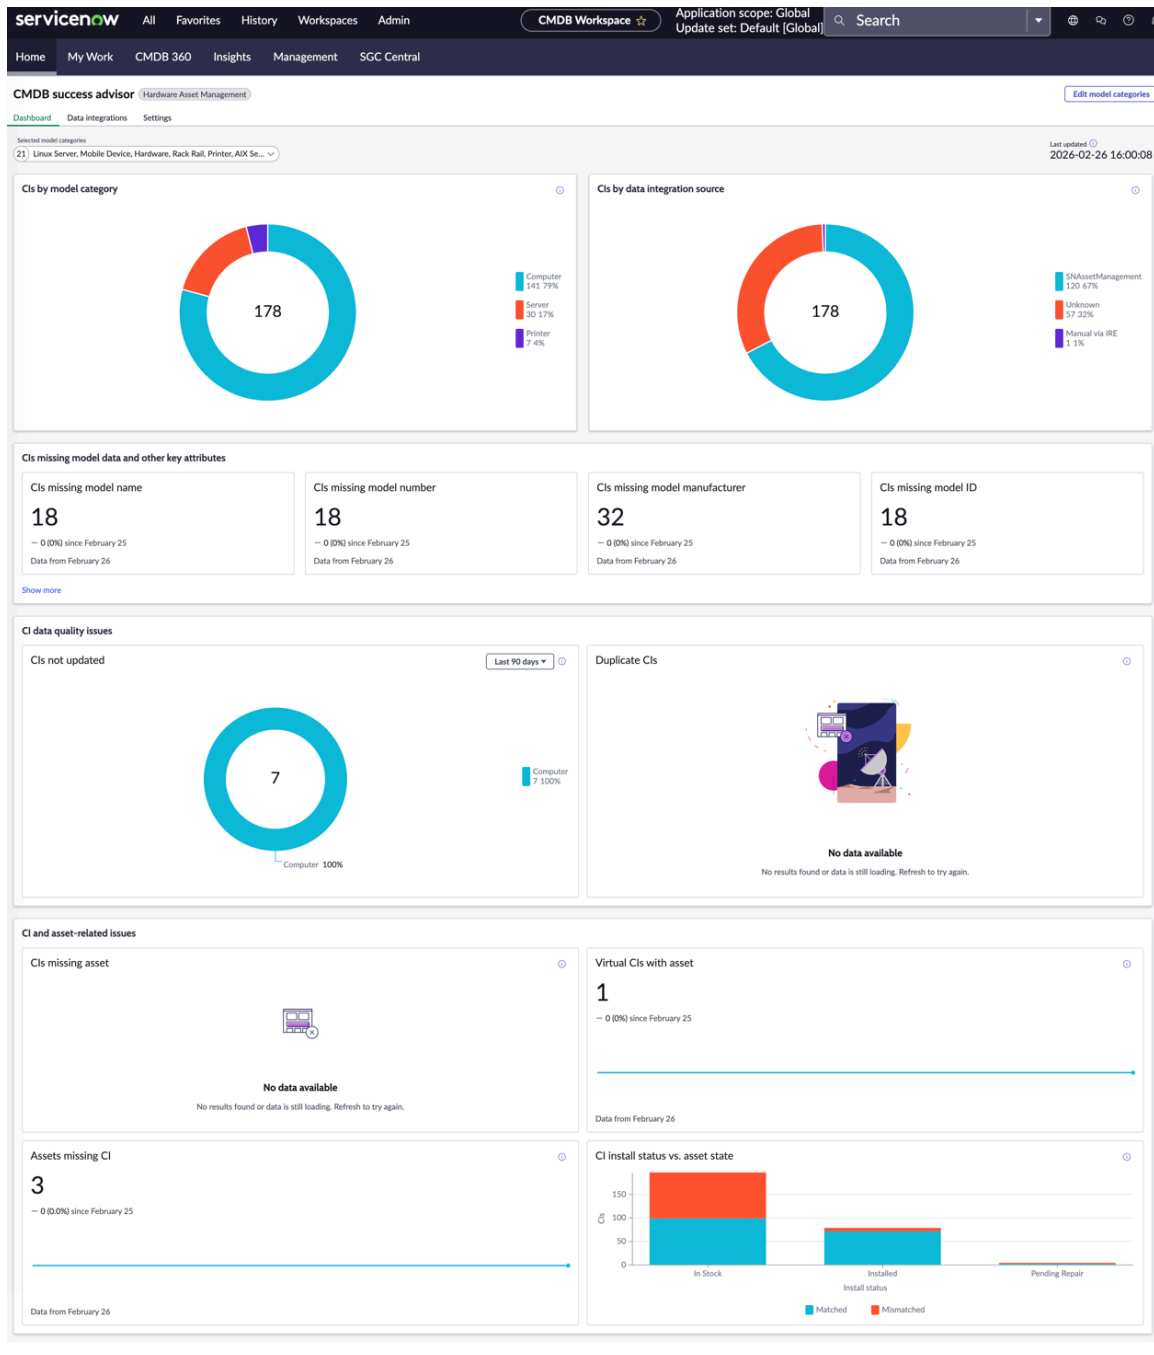 servicenow All Favorites History Workspaces Admin CMDB Workspace Application scope: Global Search
Update set: Default [Global]
Home My Work CMDB 360 Insights Management SGC Central
CMDB success advisor Hardware Asset Management Edit model categories
Dashboard Data integrations Settings
Selected model categories
21 Linux Server, Mobile Device, Hardware, Rack Rail, Printer, AIX Se...
Last updated
2026-02-26 16:00:08
CIs by model category
178
Computer
141 79%
Server
30 17%
Printer
7 4%
CIs by data integration source
178
SNAssetManagement
120 67%
Unknown
57 32%
Manual via IRE
1 1%
CIs missing model data and other key attributes
CIs missing model name
18
– 0 (0%) since February 25
Data from February 26
CIs missing model number
18
– 0 (0%) since February 25
Data from February 26
CIs missing model manufacturer
32
– 0 (0%) since February 25
Data from February 26
CIs missing model ID
18
– 0 (0%) since February 25
Data from February 26
Show more
CI data quality issues
CIs not updated
Last 90 days
7
Computer
7 100%
Computer 100%
Duplicate CIs
No data available
No results found or data is still loading. Refresh to try again.
CI and asset-related issues
CIs missing asset
No data available
No results found or data is still loading. Refresh to try again.
Virtual CIs with asset
1
– 0 (0%) since February 25
Data from February 26
Assets missing CI
3
– 0 (0.0%) since February 25
Data from February 26
CI install status vs. asset state
CIs
150
100
50
0
In Stock Installed Pending Repair
Install status
Matched Mismatched